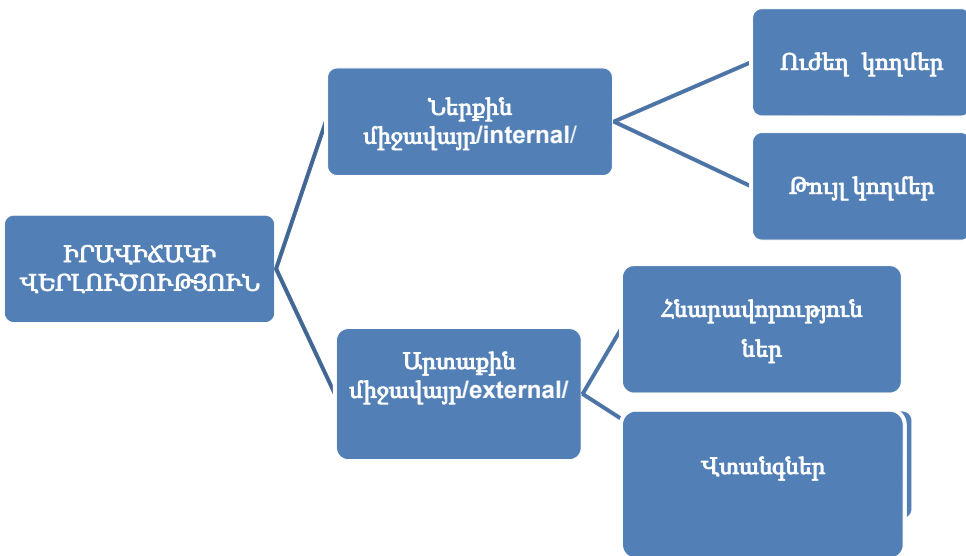 ԻՐԱՎԻՃԱԿԻ
ՎԵՐԼՈՒԾՈՒԹՅՈՒՆ
Ներքին
միջավայր/internal/
Ուժեղ կողմեր
Թույլ կողմեր
Արտաքին
միջավայր/external/
Հնարավորություն
ներ
Վտանգներ